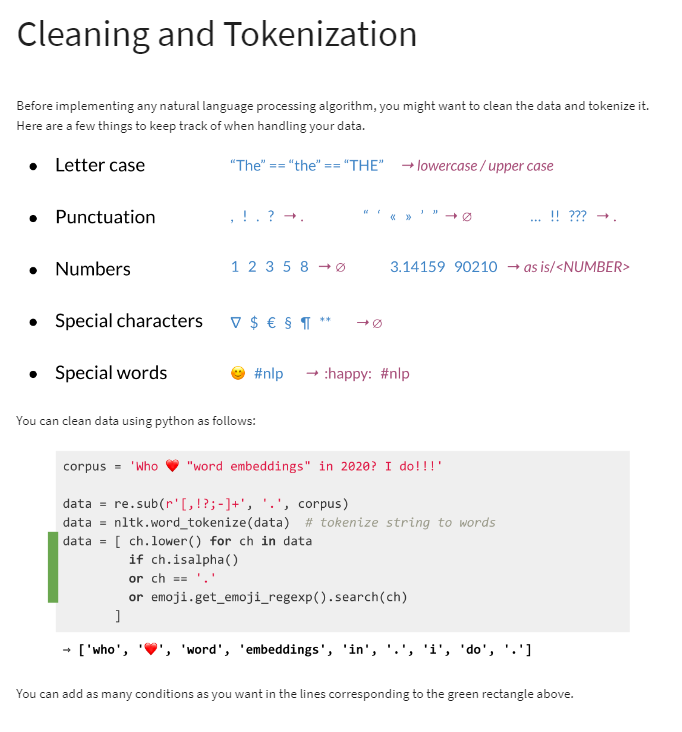 Cleaning and Tokenization
Before implementing any natural language processing algorithm, you might want to clean the data and tokenize it.
Here are a few things to keep track of when handling your data.
● Letter case “The” == “the” == “THE” → lowercase / upper case
● Punctuation , ! . ? → . “ ‘ « » ’ ” → ∅ … !! ??? → .
● Numbers 1 2 3 5 8 → ∅ 3.14159 90210 → as is/<NUMBER>
● Special characters ∇ $ € § ¶ ** → ∅
● Special words 😊 #nlp → :happy: #nlp
You can clean data using python as follows:
corpus = 'Who ❤️ "word embeddings" in 2020? I do!!!'
data = re.sub(r'[,!?;-]+', '.', corpus)
data = nltk.word_tokenize(data)  # tokenize string to words
data = [ ch.lower() for ch in data
         if ch.isalpha()
         or ch == '.'
         or emoji.get_emoji_regexp().search(ch)
       ]
→ ['who', '❤️', 'word', 'embeddings', 'in', '.', 'i', 'do', '.']
You can add as many conditions as you want in the lines corresponding to the green rectangle above.